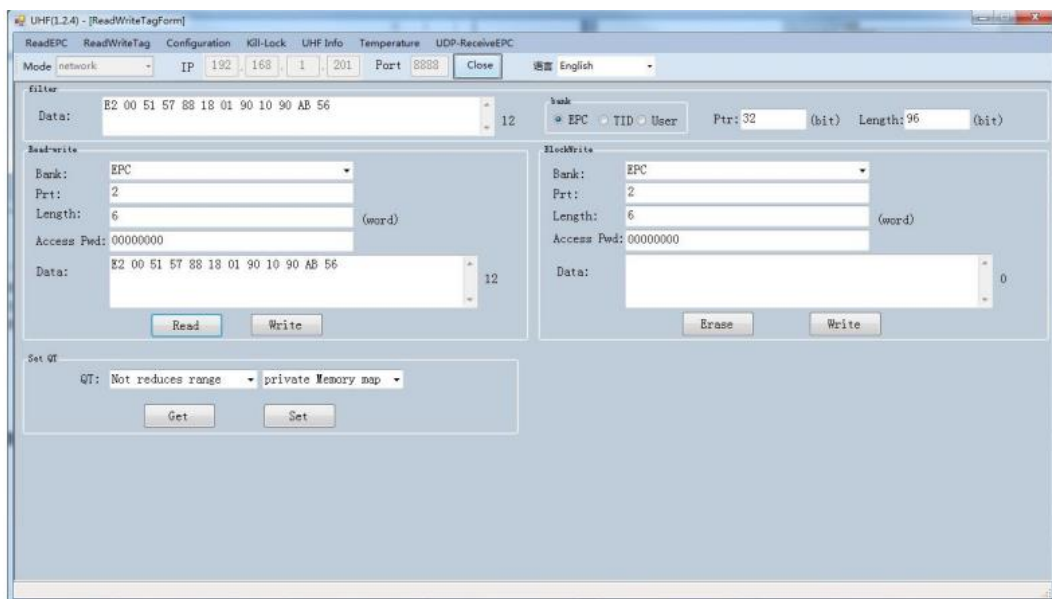 UHF(1.2.4) - [ReadWriteTagForm]
ReadEPC ReadWriteTag Configuration Kill-Lock UHF Info Temperature UDP-ReceiveEPC
Mode network IP 192 . 168 . 1 . 201 Port 8888 Close 语言 English
filter
Data: E2 00 51 57 88 18 01 90 10 90 AB 56 12
bank
EPC TID User Ptr: 32 (bit) Length: 96 (bit)
Read-write
Bank: EPC
Prt: 2
Length: 6 (word)
Access Pwd: 00000000
Data: E2 00 51 57 88 18 01 90 10 90 AB 56 12
Read Write
BlockWrite
Bank: EPC
Prt: 2
Length: 6 (word)
Access Pwd: 00000000
Data: 0
Erase Write
Set QT
QT: Not reduces range private Memory map
Get Set